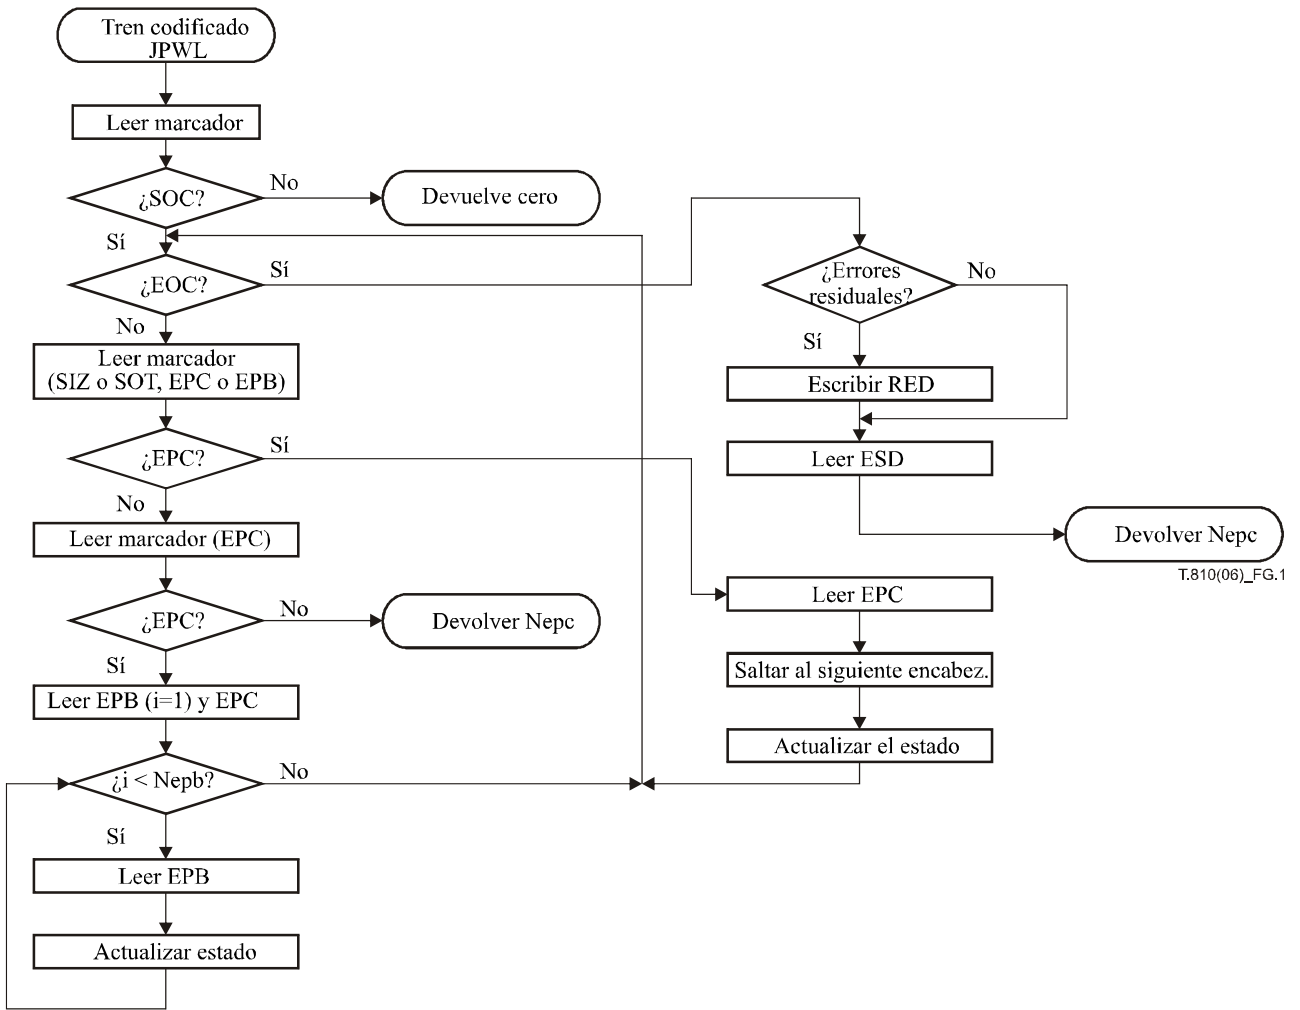 Tren codificado
JPWL
Leer marcador
¿SOC?
No
Devuelve cero
Sí
¿EOC?
Sí
No
Leer marcador
(SIZ o SOT, EPC o EPB)
¿EPC?
Sí
No
Leer marcador (EPC)
¿EPC?
No
Devolver Nepc
Sí
Leer EPB (i=1) y EPC
¿i < Nepb?
No
Sí
Leer EPB
Actualizar estado
¿Errores
residuales?
No
Sí
Escribir RED
Leer ESD
Devolver Nepc
T.810(06)_FG.1
Leer EPC
Saltar al siguiente encabez.
Actualizar el estado